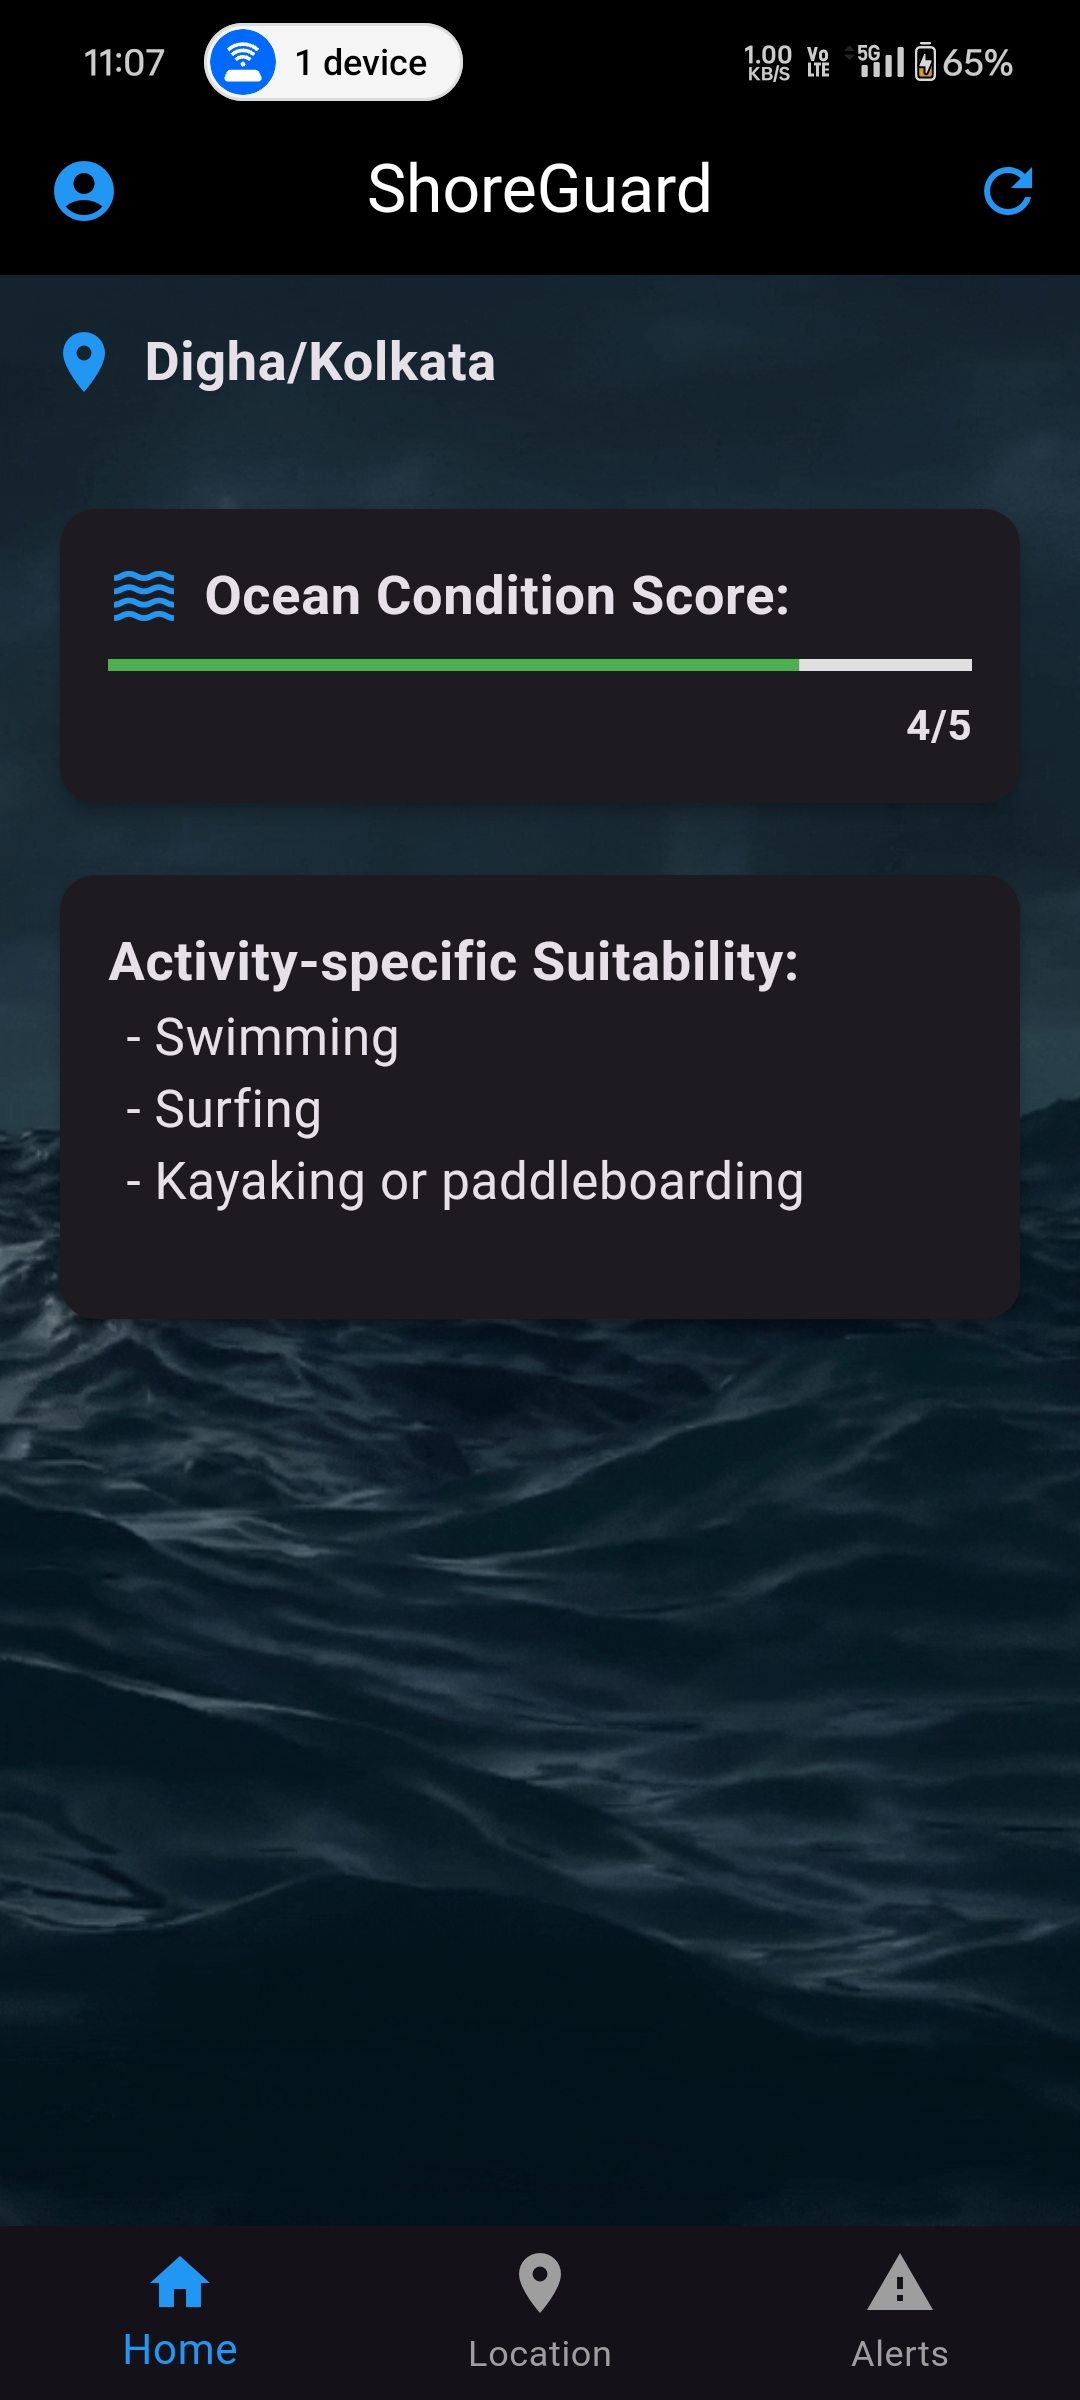 11:07 1 device 1.00 KB/S Vo LTE 5G 65%
ShoreGuard
Digha/Kolkata
Ocean Condition Score:
4/5
Activity-specific Suitability:
- Swimming
- Surfing
- Kayaking or paddleboarding
Home Location Alerts